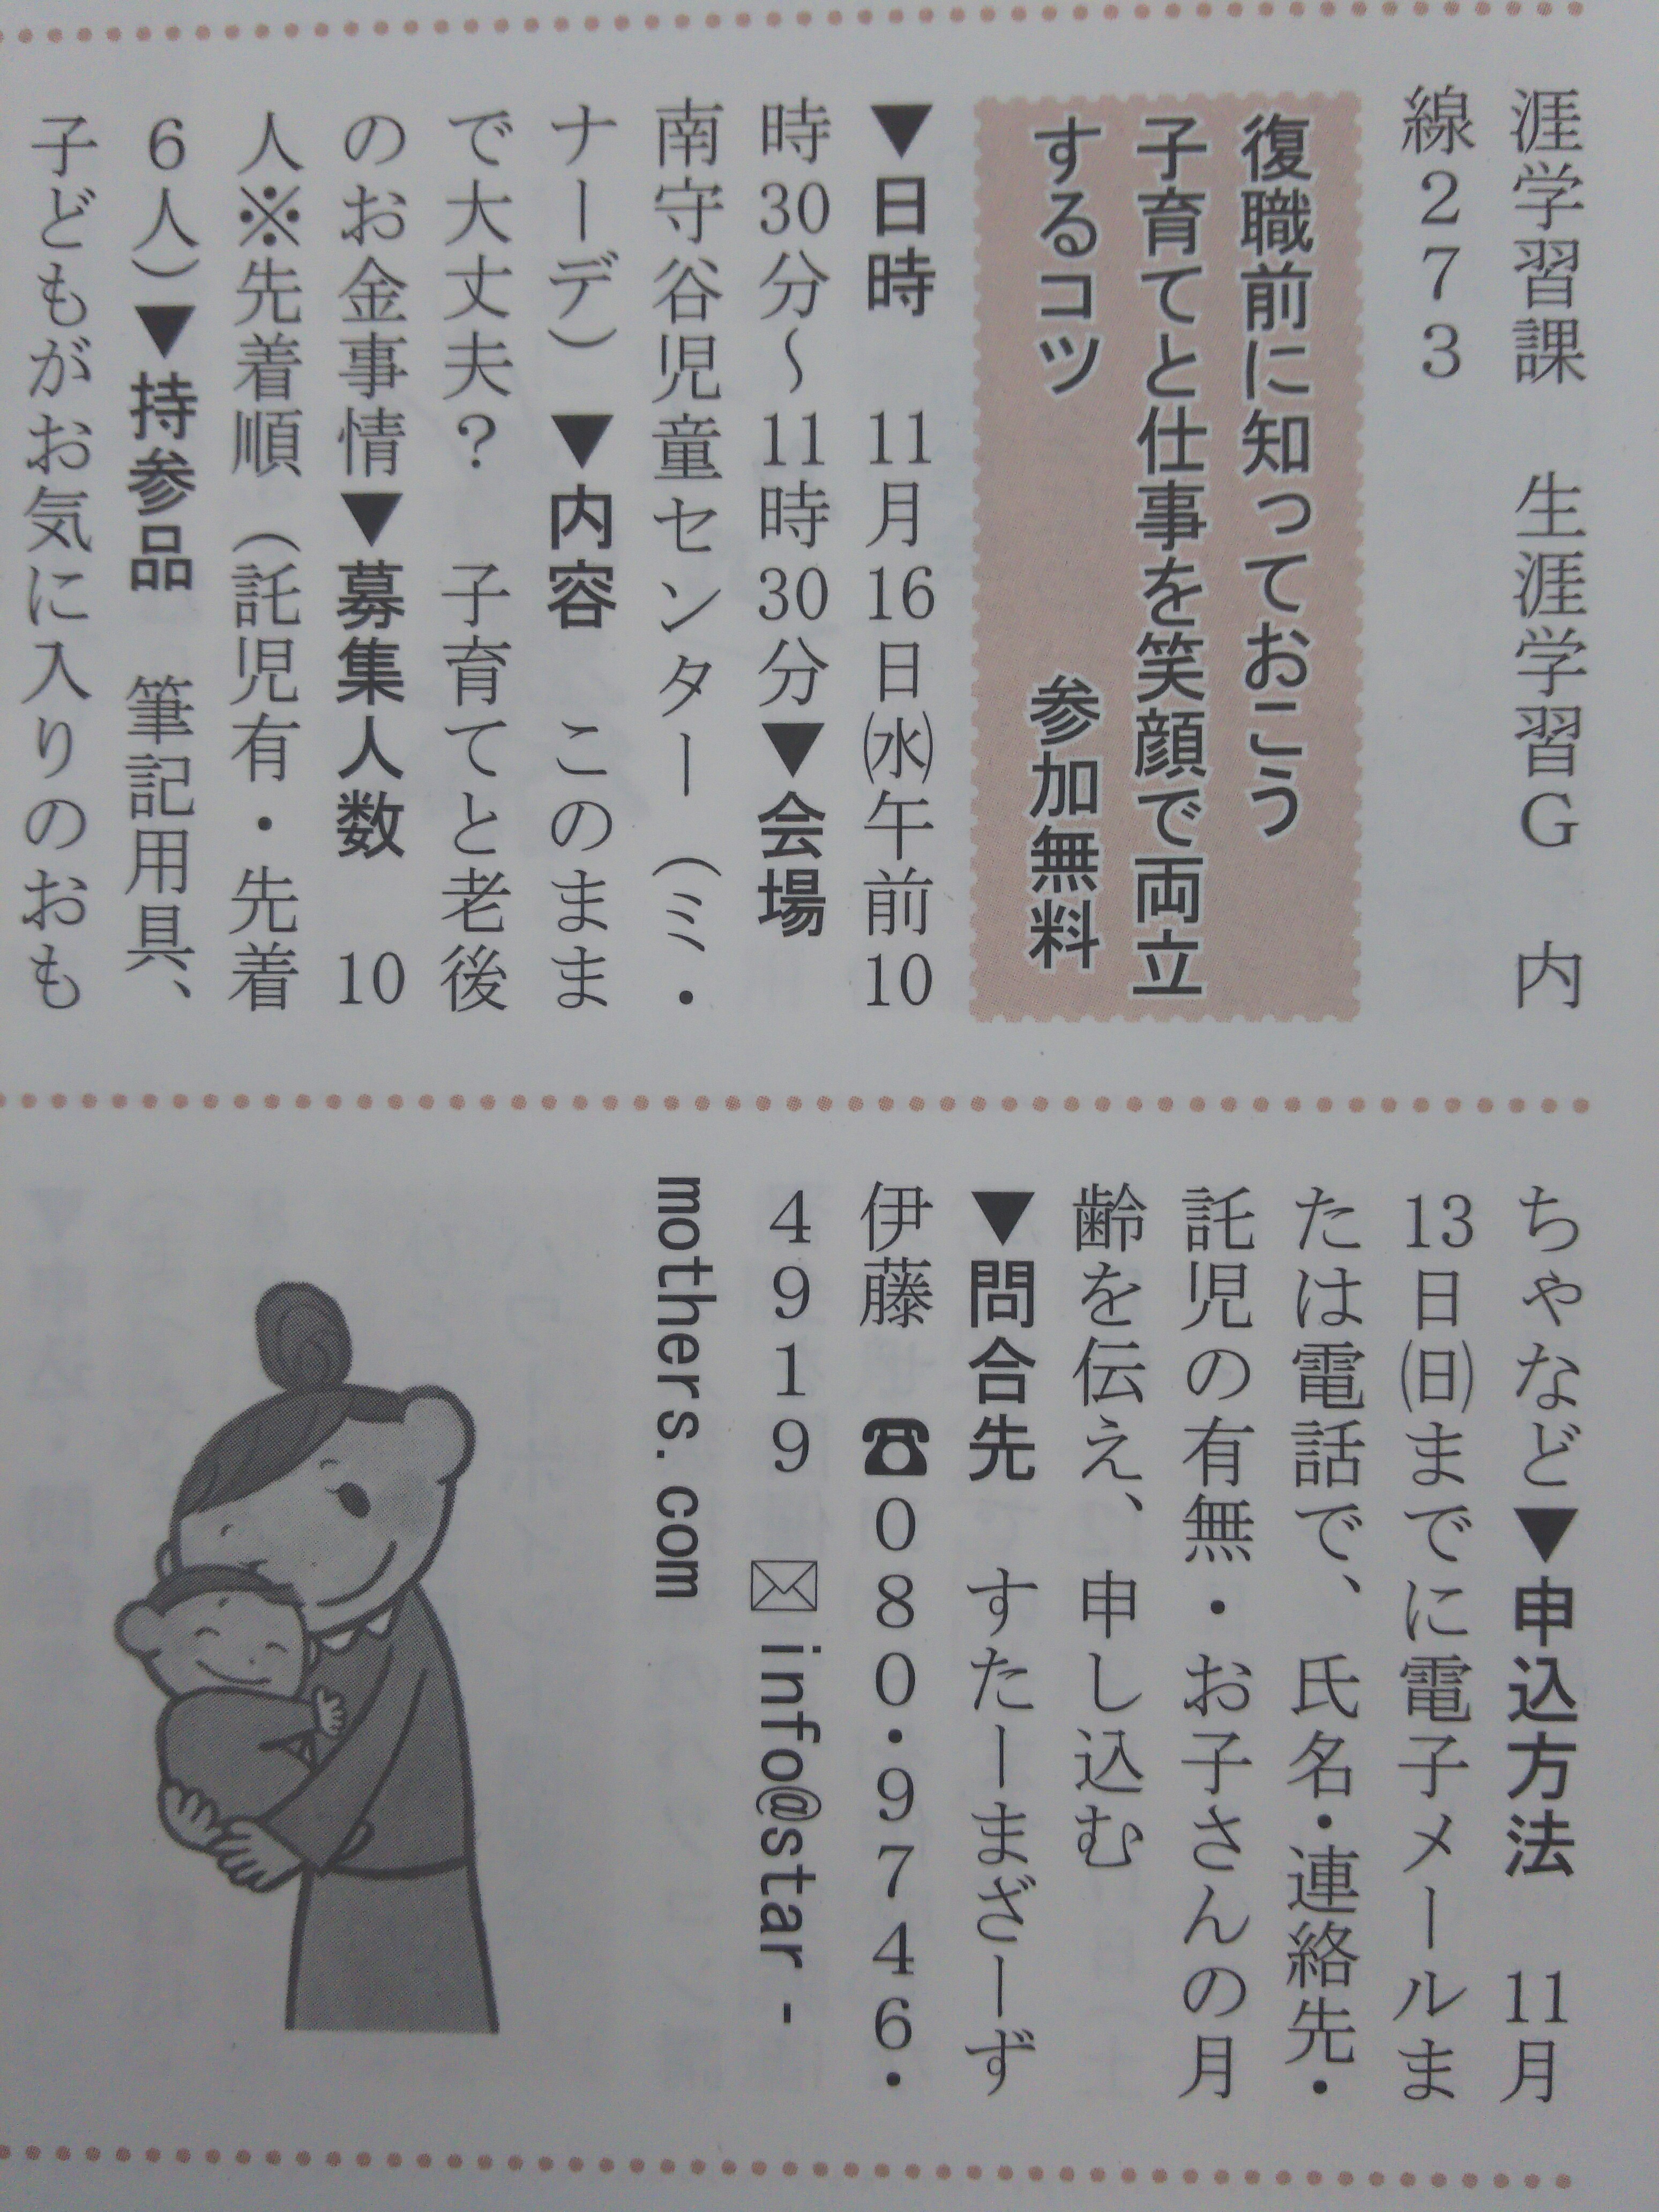 涯学習課　生涯学習G　内
線２７３
復職前に知っておこう
子育てと仕事を笑顔で両立
するコツ　参加無料
▼日時　11月16日㈬午前10
時30分～11時30分▼会場
南守谷児童センター（ミ・
ナーデ）　▼内容　このまま
で大丈夫？　子育てと老後
のお金事情▼募集人数　10
人※先着順（託児有・先着
６人）▼持参品　筆記用具、
子どもがお気に入りのおも
ちゃなど▼申込方法　11月
13日㈰までに電子メールま
たは電話で、氏名・連絡先・
託児の有無・お子さんの月
齢を伝え、申し込む
▼問合先　すたーまざーず
伊藤　☎０８０・９７４６・
４９１９　✉info@star-
mothers.com